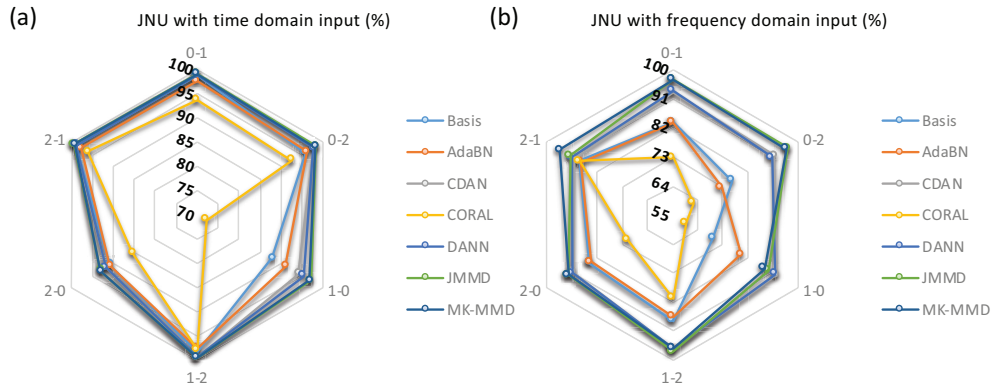 (a) JNU with time domain input (%)
0-1
0-2
1-0
1-2
2-0
2-1
100
95
90
85
80
75
70
Basis
AdaBN
CDAN
CORAL
DANN
JMMD
MK-MMD
(b) JNU with frequency domain input (%)
0-1
0-2
1-0
1-2
2-0
2-1
100
91
82
73
64
55
Basis
AdaBN
CDAN
CORAL
DANN
JMMD
MK-MMD